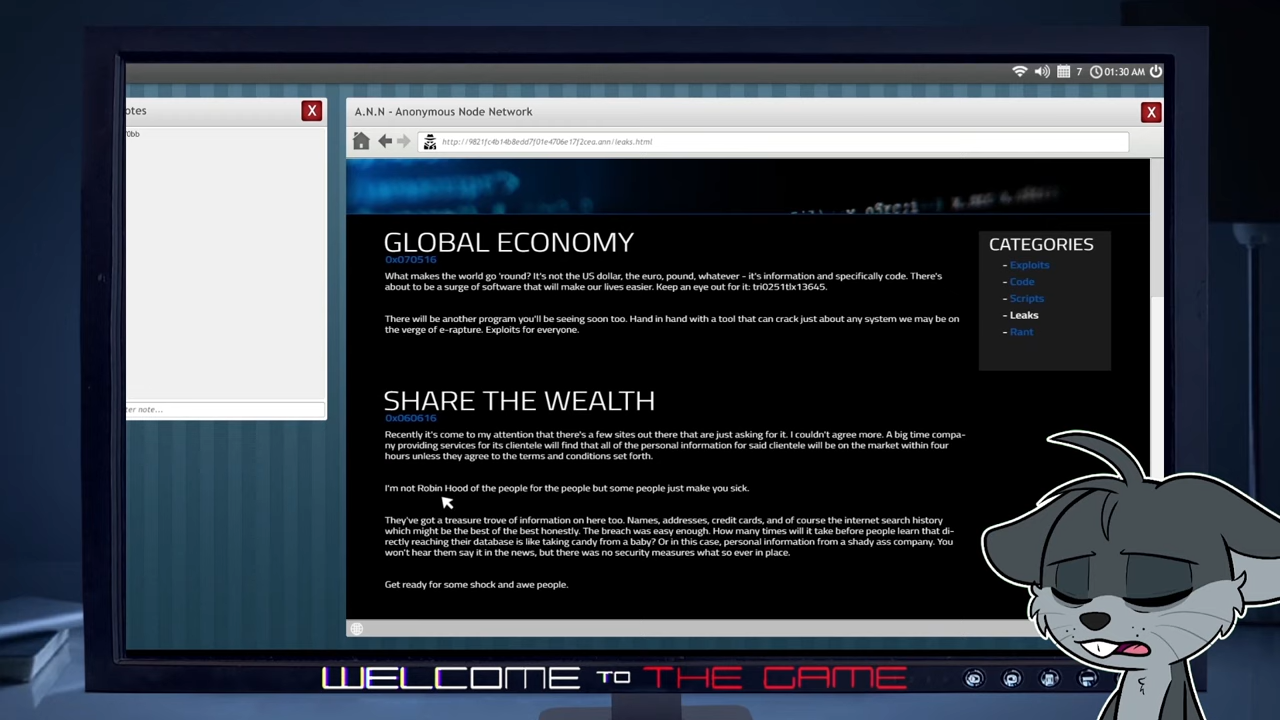 7 01:30 AM
otes
X
A.N.N - Anonymous Node Network
X
0bb
http://9821fc4b14b8edd7f01e4706e17f2cea.ann/leaks.html
GLOBAL ECONOMY
0x070516
What makes the world go 'round? It's not the US dollar, the euro, pound, whatever - it's information and specifically code. There's
about to be a surge of software that will make our lives easier. Keep an eye out for it: tri0251tlx13645.
There will be another program you'll be seeing soon too. Hand in hand with a tool that can crack just about any system we may be on
the verge of e-rapture. Exploits for everyone.
CATEGORIES
- Exploits
- Code
- Scripts
- Leaks
- Rant
SHARE THE WEALTH
0x060616
Recently it's come to my attention that there's a few sites out there that are just asking for it. I couldn't agree more. A big time compa-
ny providing services for its clientele will find that all of the personal information for said clientele will be on the market within four
hours unless they agree to the terms and conditions set forth.
I'm not Robin Hood of the people for the people but some people just make you sick.
They've got a treasure trove of information on here too. Names, addresses, credit cards, and of course the internet search history
which might be the best of the best honestly. The breach was easy enough. How many times will it take before people learn that di-
rectly reaching their database is like taking candy from a baby? Or in this case, personal information from a shady ass company. You
won't hear them say it in the news, but there was no security measures what so ever in place.
Get ready for some shock and awe people.
ter note...
WELCOME TO THE GAME